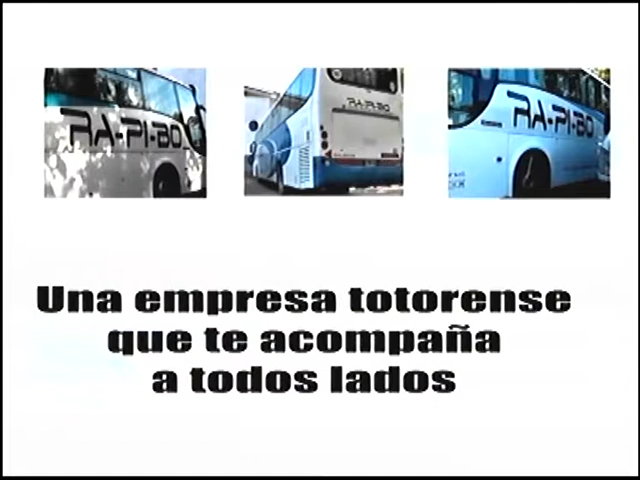 RA-PI-BO
RA-PI-BO
RA-PI-BO
Una empresa totorense
que te acompaña
a todos lados